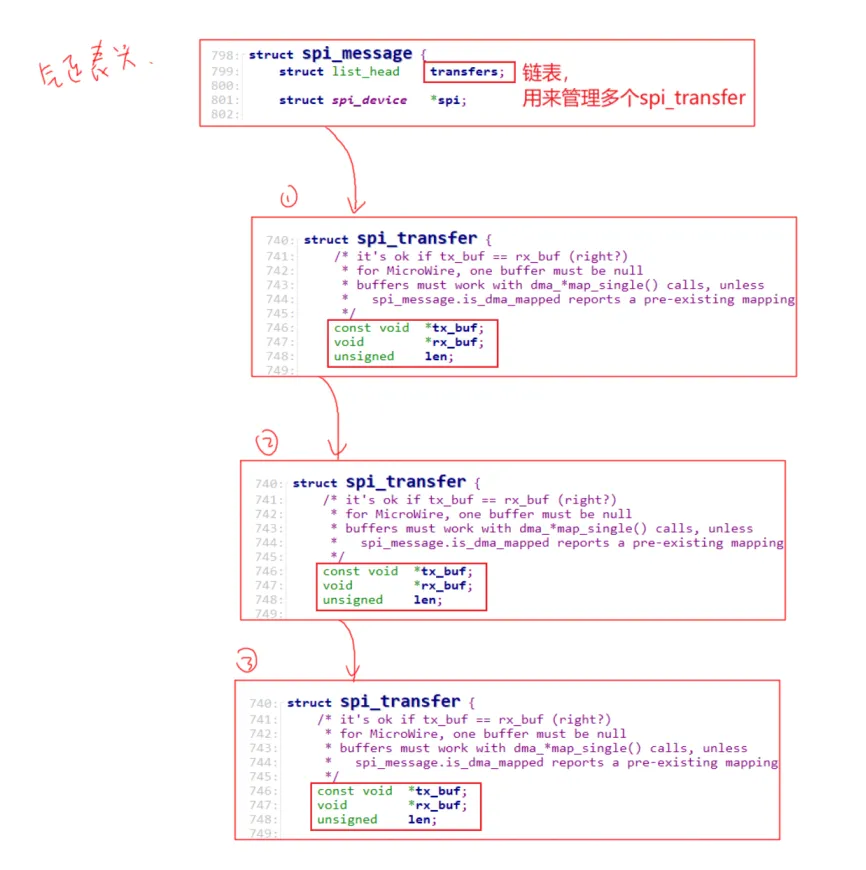 链表头.
798: struct spi_message {
799: struct list_head transfers;
800:
801: struct spi_device *spi;
802:
链表,
用来管理多个spi_transfer
①
740: struct spi_transfer {
741: /* it's ok if tx_buf == rx_buf (right?)
742: * for MicroWire, one buffer must be null
743: * buffers must work with dma_*map_single() calls, unless
744: * spi_message.is_dma_mapped reports a pre-existing mapping
745: */
746: const void *tx_buf;
747: void *rx_buf;
748: unsigned len;
749:
②
740: struct spi_transfer {
741: /* it's ok if tx_buf == rx_buf (right?)
742: * for MicroWire, one buffer must be null
743: * buffers must work with dma_*map_single() calls, unless
744: * spi_message.is_dma_mapped reports a pre-existing mapping
745: */
746: const void *tx_buf;
747: void *rx_buf;
748: unsigned len;
749:
③
740: struct spi_transfer {
741: /* it's ok if tx_buf == rx_buf (right?)
742: * for MicroWire, one buffer must be null
743: * buffers must work with dma_*map_single() calls, unless
744: * spi_message.is_dma_mapped reports a pre-existing mapping
745: */
746: const void *tx_buf;
747: void *rx_buf;
748: unsigned len;
749: